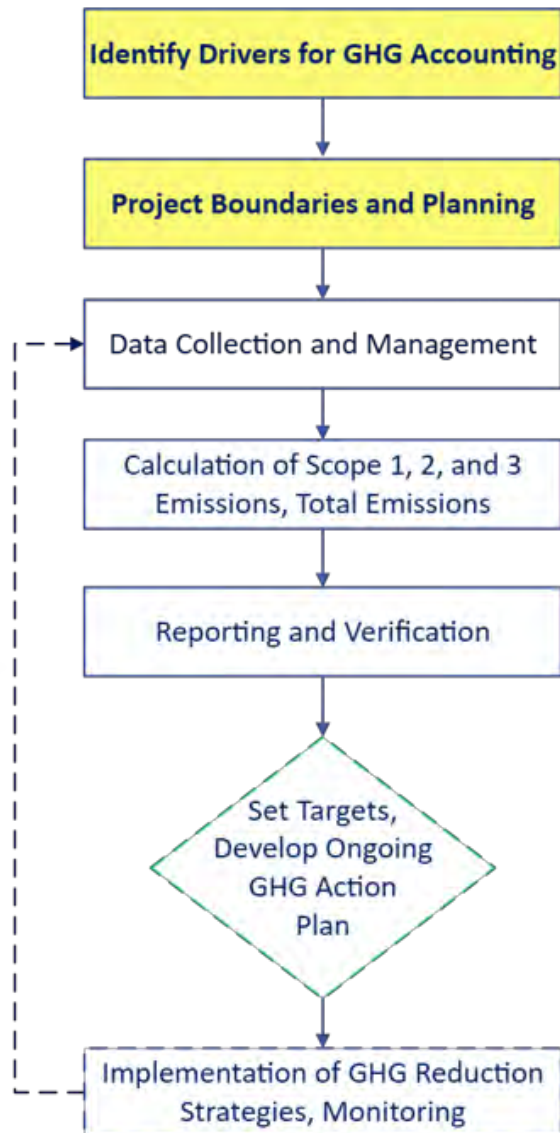 Identify Drivers for GHG Accounting
Project Boundaries and Planning
Data Collection and Management
Calculation of Scope 1, 2, and 3
Emissions, Total Emissions
Reporting and Verification
Set Targets,
Develop Ongoing
GHG Action
Plan
Implementation of GHG Reduction
Strategies, Monitoring